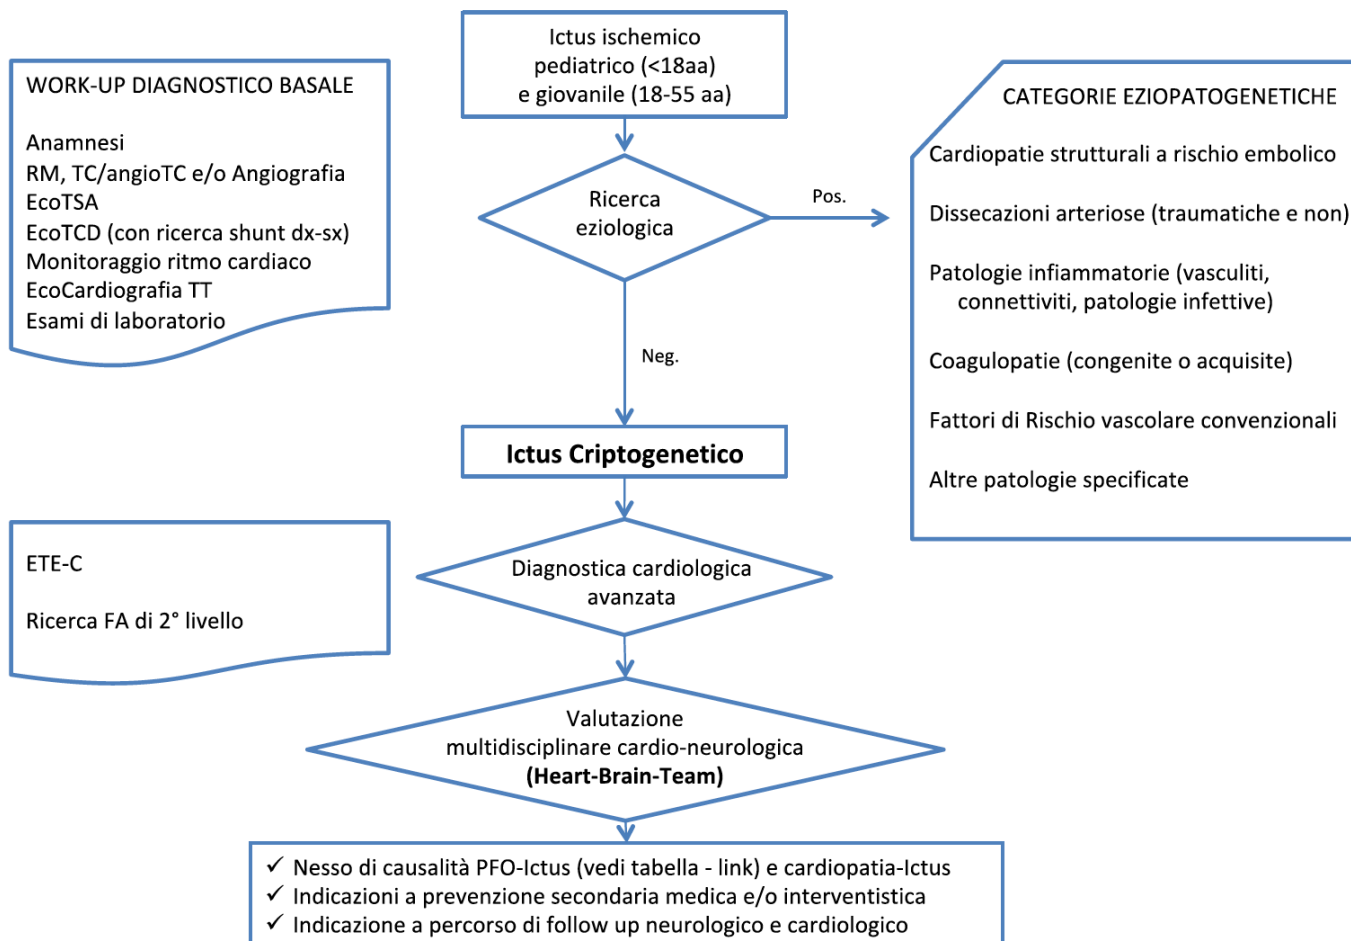 Ictus ischemico
pediatrico (<18aa)
e giovanile (18-55 aa)
WORK-UP DIAGNOSTICO BASALE
Anamnesi
RM, TC/angioTC e/o Angiografia
EcoTSA
EcoTCD (con ricerca shunt dx-sx)
Monitoraggio ritmo cardiaco
EcoCardiografia TT
Esami di laboratorio
Ricerca
eziologica
Pos.
CATEGORIE EZIOPATOGENETICHE
Cardiopatie strutturali a rischio embolico
Dissecazioni arteriose (traumatiche e non)
Patologie infiammatorie (vasculiti,
connettiviti, patologie infettive)
Coagulopatie (congenite o acquisite)
Fattori di Rischio vascolare convenzionali
Altre patologie specificate
Neg.
Ictus Criptogenetico
ETE-C
Ricerca FA di 2° livello
Diagnostica cardiologica
avanzata
Valutazione
multidisciplinare cardio-neurologica
(Heart-Brain-Team)
✓ Nesso di causalità PFO-Ictus (vedi tabella - link) e cardiopatia-Ictus
✓ Indicazioni a prevenzione secondaria medica e/o interventistica
✓ Indicazione a percorso di follow up neurologico e cardiologico